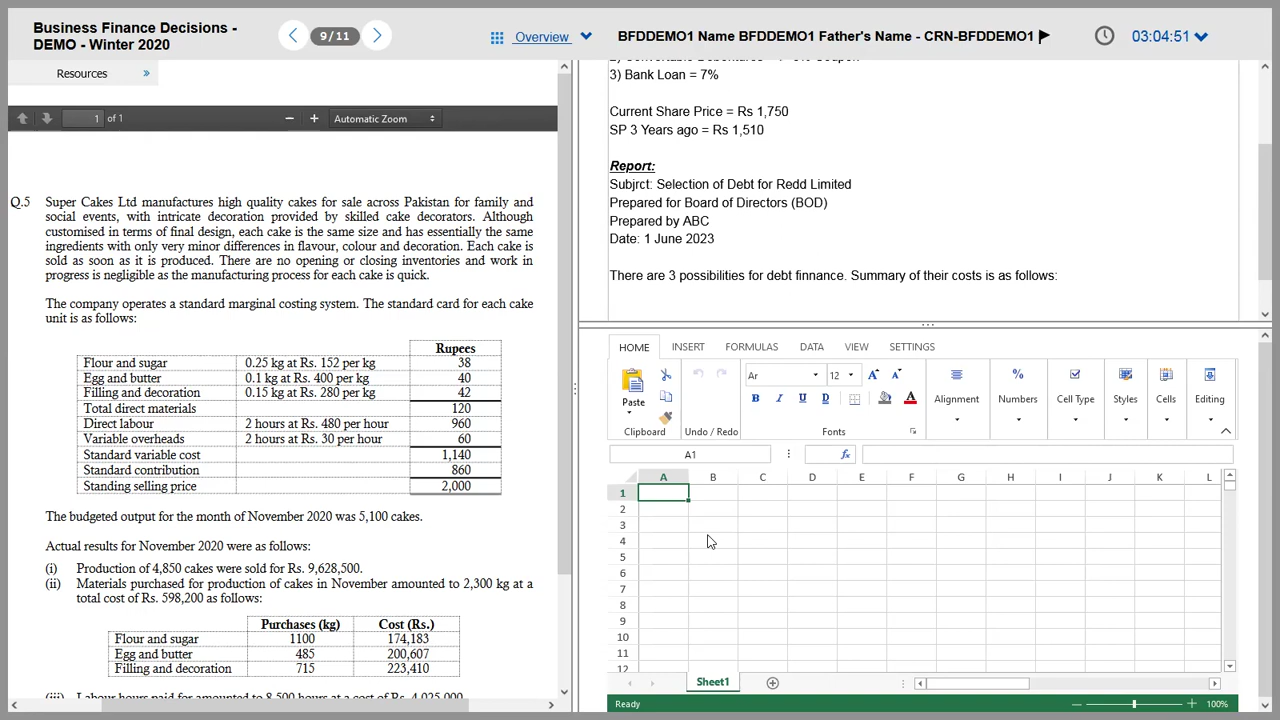 Business Finance Decisions -
DEMO - Winter 2020
9/11
Overview
BFDDEMO1 Name BFDDEMO1 Father's Name - CRN-BFDDEMO1
03:04:51
Resources »
1 of 1
Automatic Zoom
Q.5 Super Cakes Ltd manufactures high quality cakes for sale across Pakistan for family and
social events, with intricate decoration provided by skilled cake decorators. Although
customised in terms of final design, each cake is the same size and has essentially the same
ingredients with only very minor differences in flavour, colour and decoration. Each cake is
sold as soon as it is produced. There are no opening or closing inventories and work in
progress is negligible as the manufacturing process for each cake is quick.
The company operates a standard marginal costing system. The standard card for each cake
unit is as follows:
Rupees
Flour and sugar 0.25 kg at Rs. 152 per kg 38
Egg and butter 0.1 kg at Rs. 400 per kg 40
Filling and decoration 0.15 kg at Rs. 280 per kg 42
Total direct materials 120
Direct labour 2 hours at Rs. 480 per hour 960
Variable overheads 2 hours at Rs. 30 per hour 60
Standard variable cost 1,140
Standard contribution 860
Standing selling price 2,000
The budgeted output for the month of November 2020 was 5,100 cakes.
Actual results for November 2020 were as follows:
(i) Production of 4,850 cakes were sold for Rs. 9,628,500.
(ii) Materials purchased for production of cakes in November amounted to 2,300 kg at a
total cost of Rs. 598,200 as follows:
Purchases (kg) Cost (Rs.)
Flour and sugar 1100 174,183
Egg and butter 485 200,607
Filling and decoration 715 223,410
(iii) Labour hours paid for amounted to 8,500 hours at a cost of Rs. 4,025,000
3) Bank Loan = 7%
Current Share Price = Rs 1,750
SP 3 Years ago = Rs 1,510
Report:
Subjrct: Selection of Debt for Redd Limited
Prepared for Board of Directors (BOD)
Prepared by ABC
Date: 1 June 2023
There are 3 possibilities for debt finnance. Summary of their costs is as follows:
HOME INSERT FORMULAS DATA VIEW SETTINGS
Paste
Ar 12
B I U D A
Alignment Numbers Cell Type Styles Cells Editing
Clipboard Undo / Redo Fonts
A1 fx
A B C D E F G H I J K L
1
2
3
4
5
6
7
8
9
10
11
12
Sheet1
Ready 100%